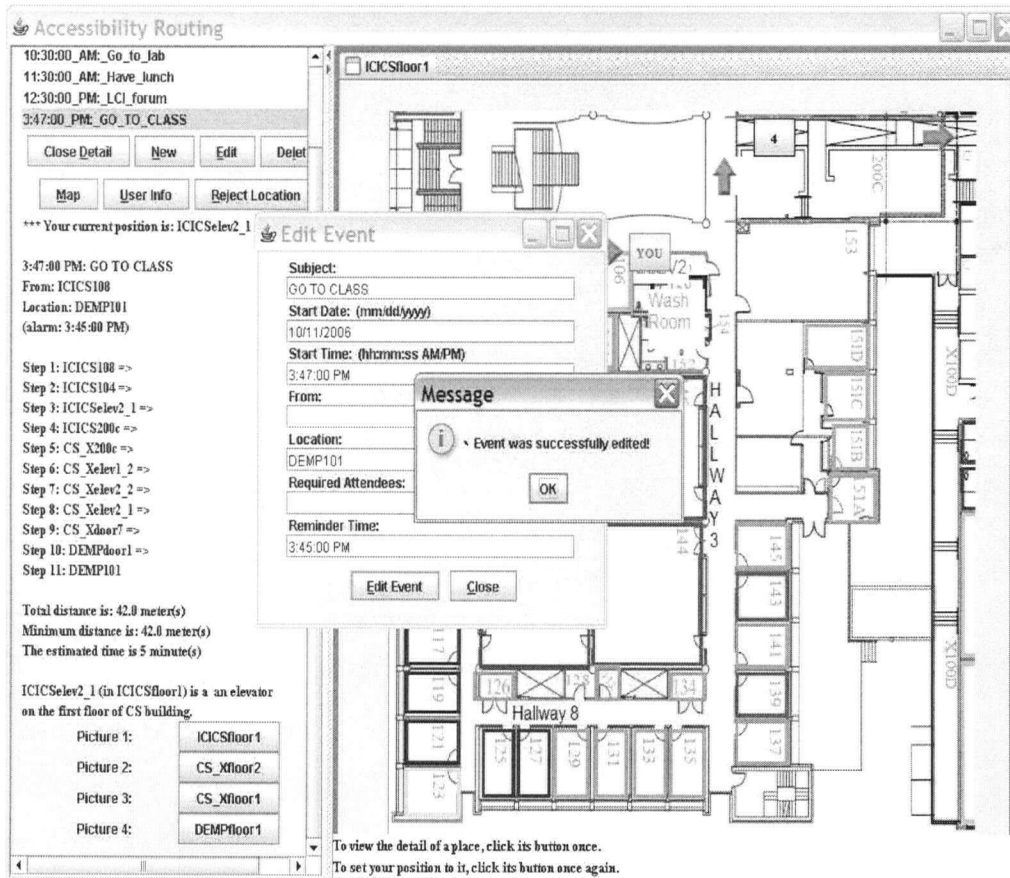 Accessibility Routing
10:30:00_AM:_Go_to_lab
11:30:00_AM:_Have_lunch
12:30:00_PM:_LCI_forum
3:47:00_PM:_GO_TO_CLASS
Close Detail New Edit Delet
Map User Info Reject Location
*** Your current position is: ICICSelev2_1
3:47:00 PM: GO TO CLASS
From: ICICS108
Location: DEMP101
(alarm: 3:45:00 PM)
Step 1: ICICS108 =>
Step 2: ICICS104 =>
Step 3: ICICSelev2_1 =>
Step 4: ICICS200c =>
Step 5: CS_X200c =>
Step 6: CS_Xelev1_2 =>
Step 7: CS_Xelev2_2 =>
Step 8: CS_Xelev2_1 =>
Step 9: CS_Xdoor7 =>
Step 10: DEMPdoor1 =>
Step 11: DEMP101
Total distance is: 42.0 meter(s)
Minimum distance is: 42.0 meter(s)
The estimated time is 5 minute(s)
ICICSelev2_1 (in ICICSfloor1) is a an elevator
on the first floor of CS building.
Picture 1: ICICSfloor1
Picture 2: CS_Xfloor2
Picture 3: CS_Xfloor1
Picture 4: DEMPfloor1
Edit Event
Subject:
GO TO CLASS
Start Date: (mm/dd/yyyy)
10/11/2006
Start Time: (hh:mm:ss AM/PM)
3:47:00 PM
From:
Location:
DEMP101
Required Attendees:
Reminder Time:
3:45:00 PM
Edit Event Close
Message
Event was successfully edited!
OK
ICICSfloor1
4
200C
153
YOU
106
V2
Wash
Room
154
152
151D
151C
151B
151A
X100D
HALLWAY 3
144
145
143
141
139
137
X100D
117
119
121
123
126
128
134
Hallway 8
125
127
129
131
133
135
To view the detail of a place, click its button once.
To set your position to it, click its button once again.